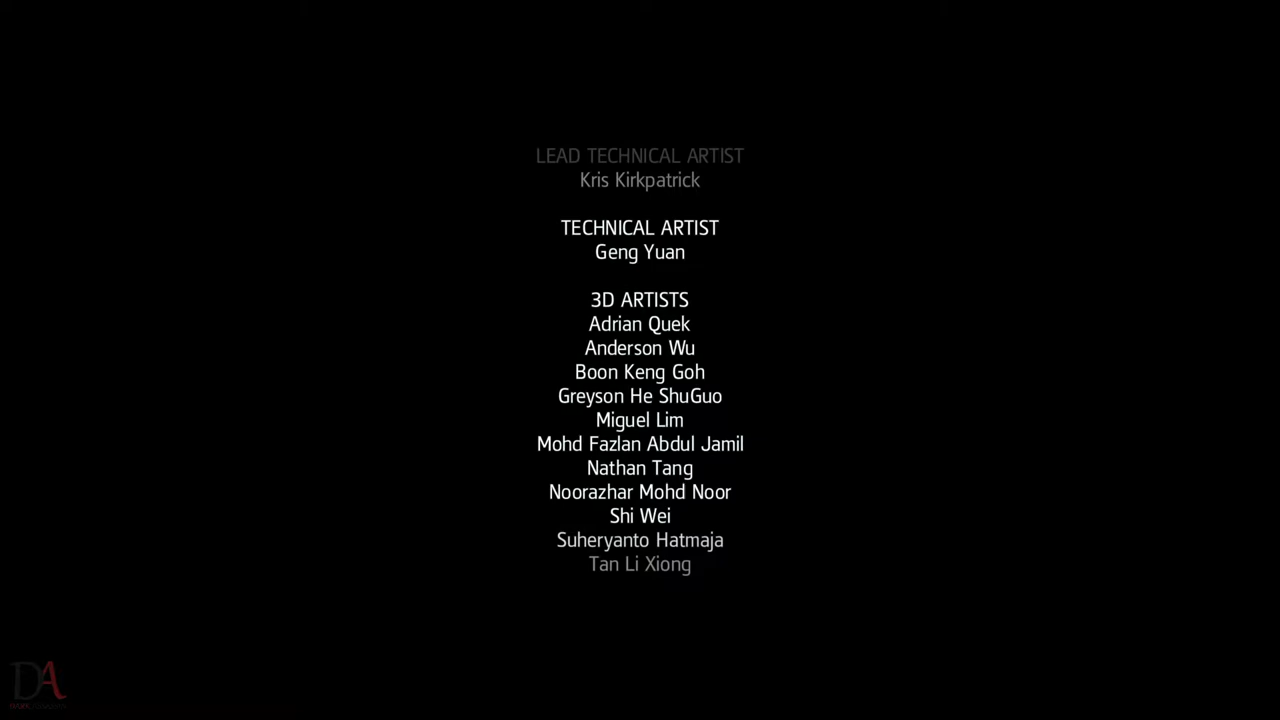 LEAD TECHNICAL ARTIST
Kris Kirkpatrick
TECHNICAL ARTIST
Geng Yuan
3D ARTISTS
Adrian Quek
Anderson Wu
Boon Keng Goh
Greyson He ShuGuo
Miguel Lim
Mohd Fazlan Abdul Jamil
Nathan Tang
Noorazhar Mohd Noor
Shi Wei
Suheryanto Hatmaja
Tan Li Xiong
DA